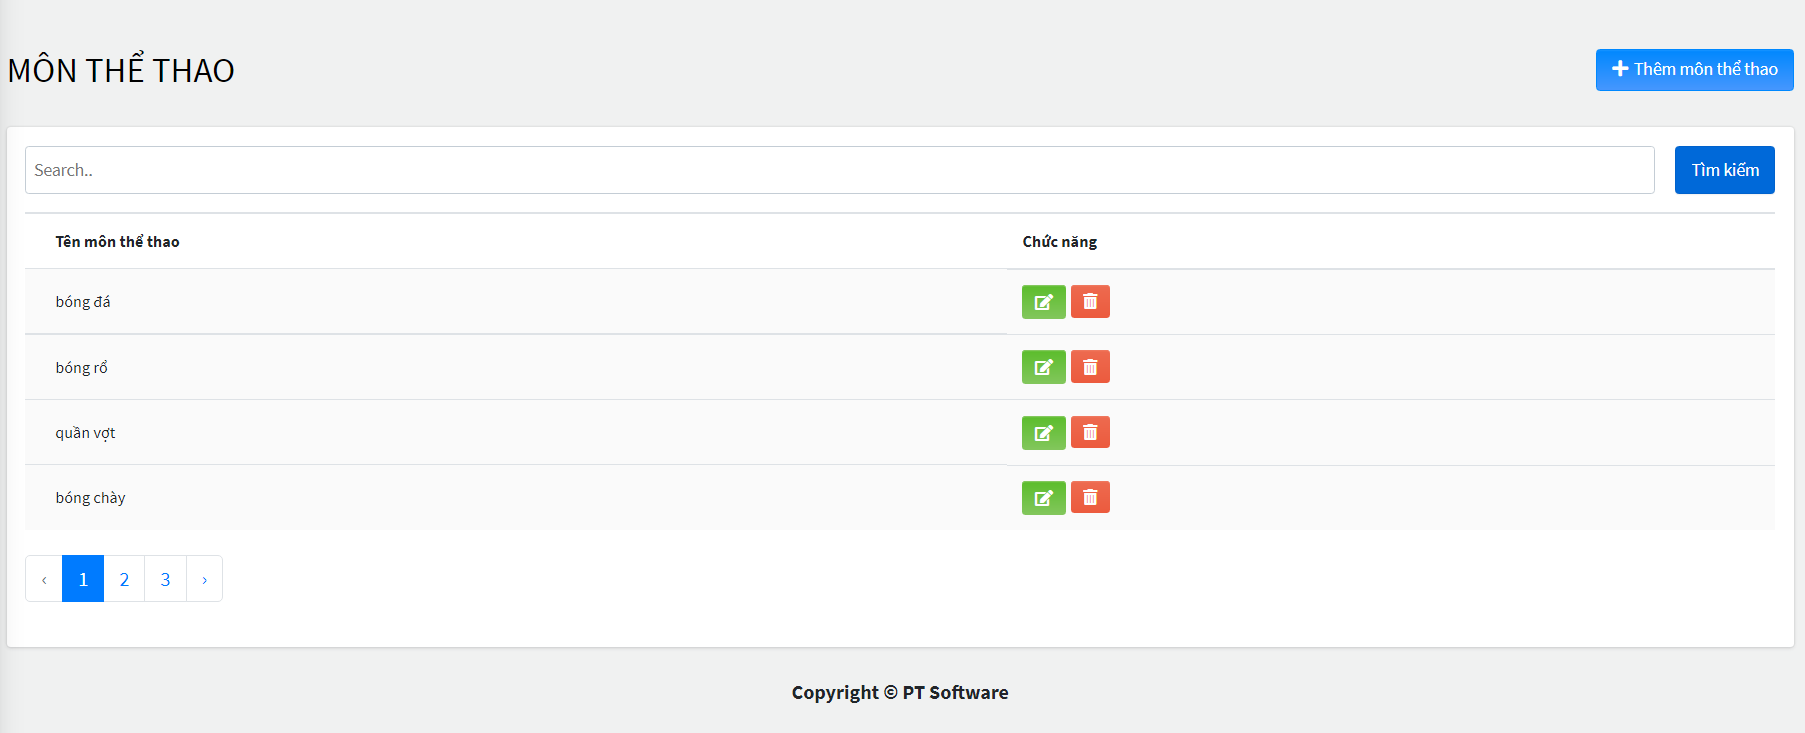 MÔN THỂ THAO
Thêm môn thể thao
Search..
Tìm kiếm
Tên môn thể thao Chức năng
bóng đá
bóng rổ
quần vợt
bóng chày
‹ 1 2 3 ›
Copyright © PT Software